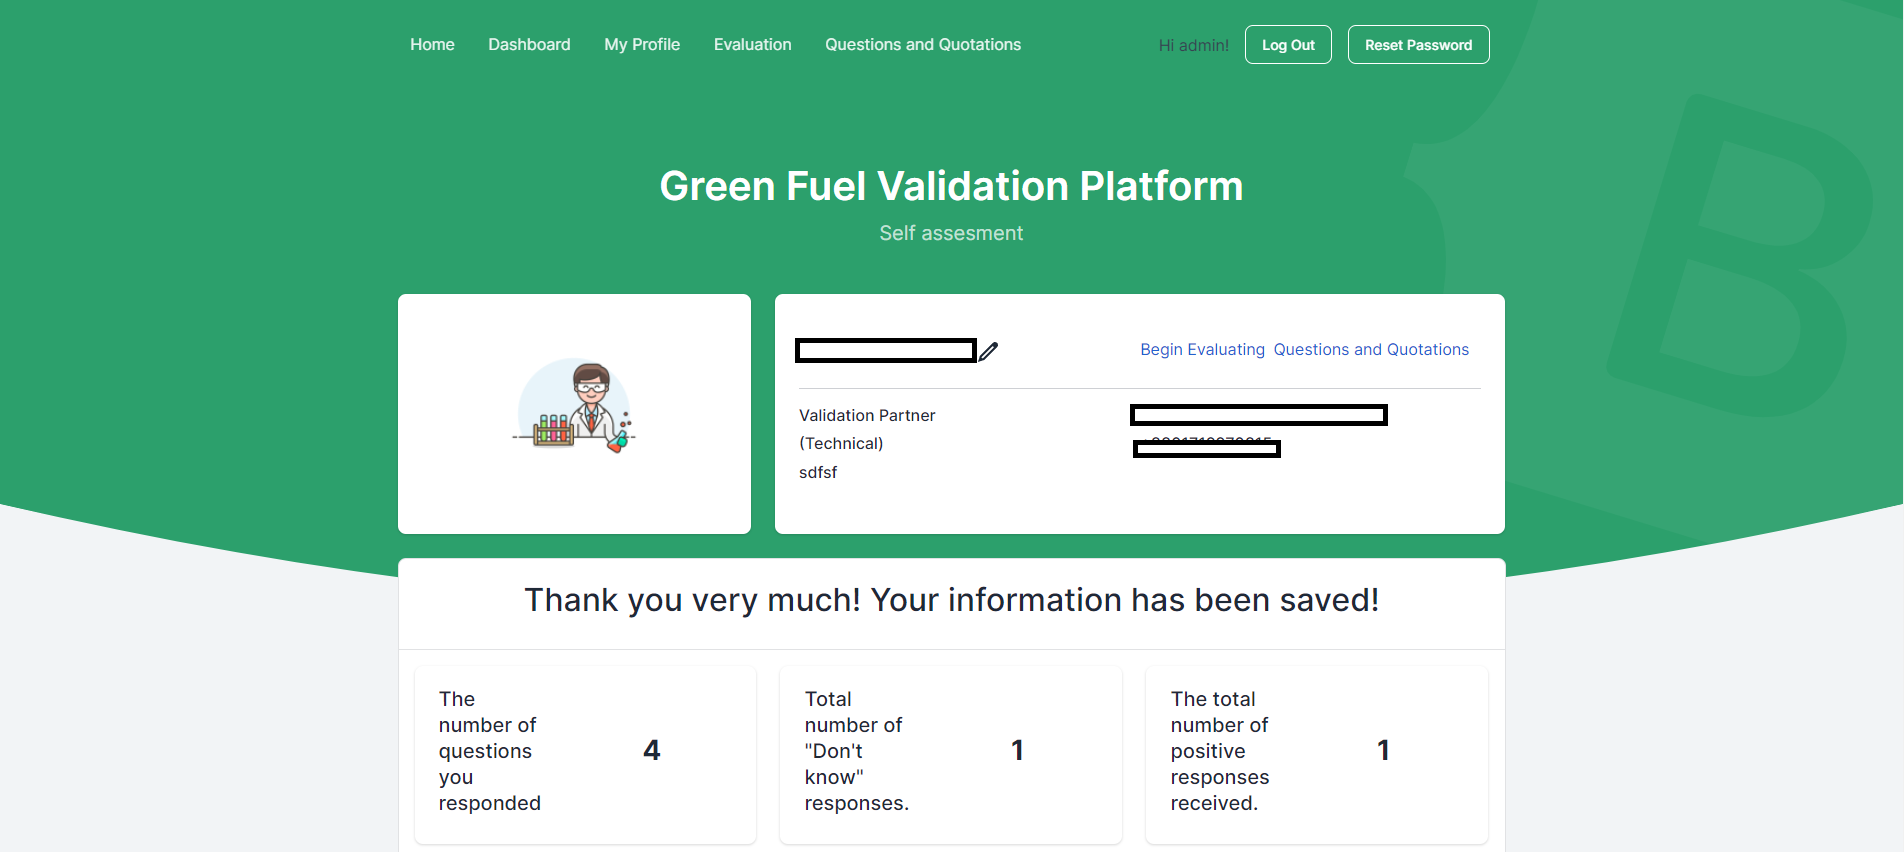 Home Dashboard My Profile Evaluation Questions and Quotations Hi admin! Log Out Reset Password
Green Fuel Validation Platform
Self assesment
Begin Evaluating Questions and Quotations
Validation Partner
(Technical)
sdfsf
Thank you very much! Your information has been saved!
The
number of
questions
you
responded
4
Total
number of
"Don't
know"
responses.
1
The total
number of
positive
responses
received.
1
B